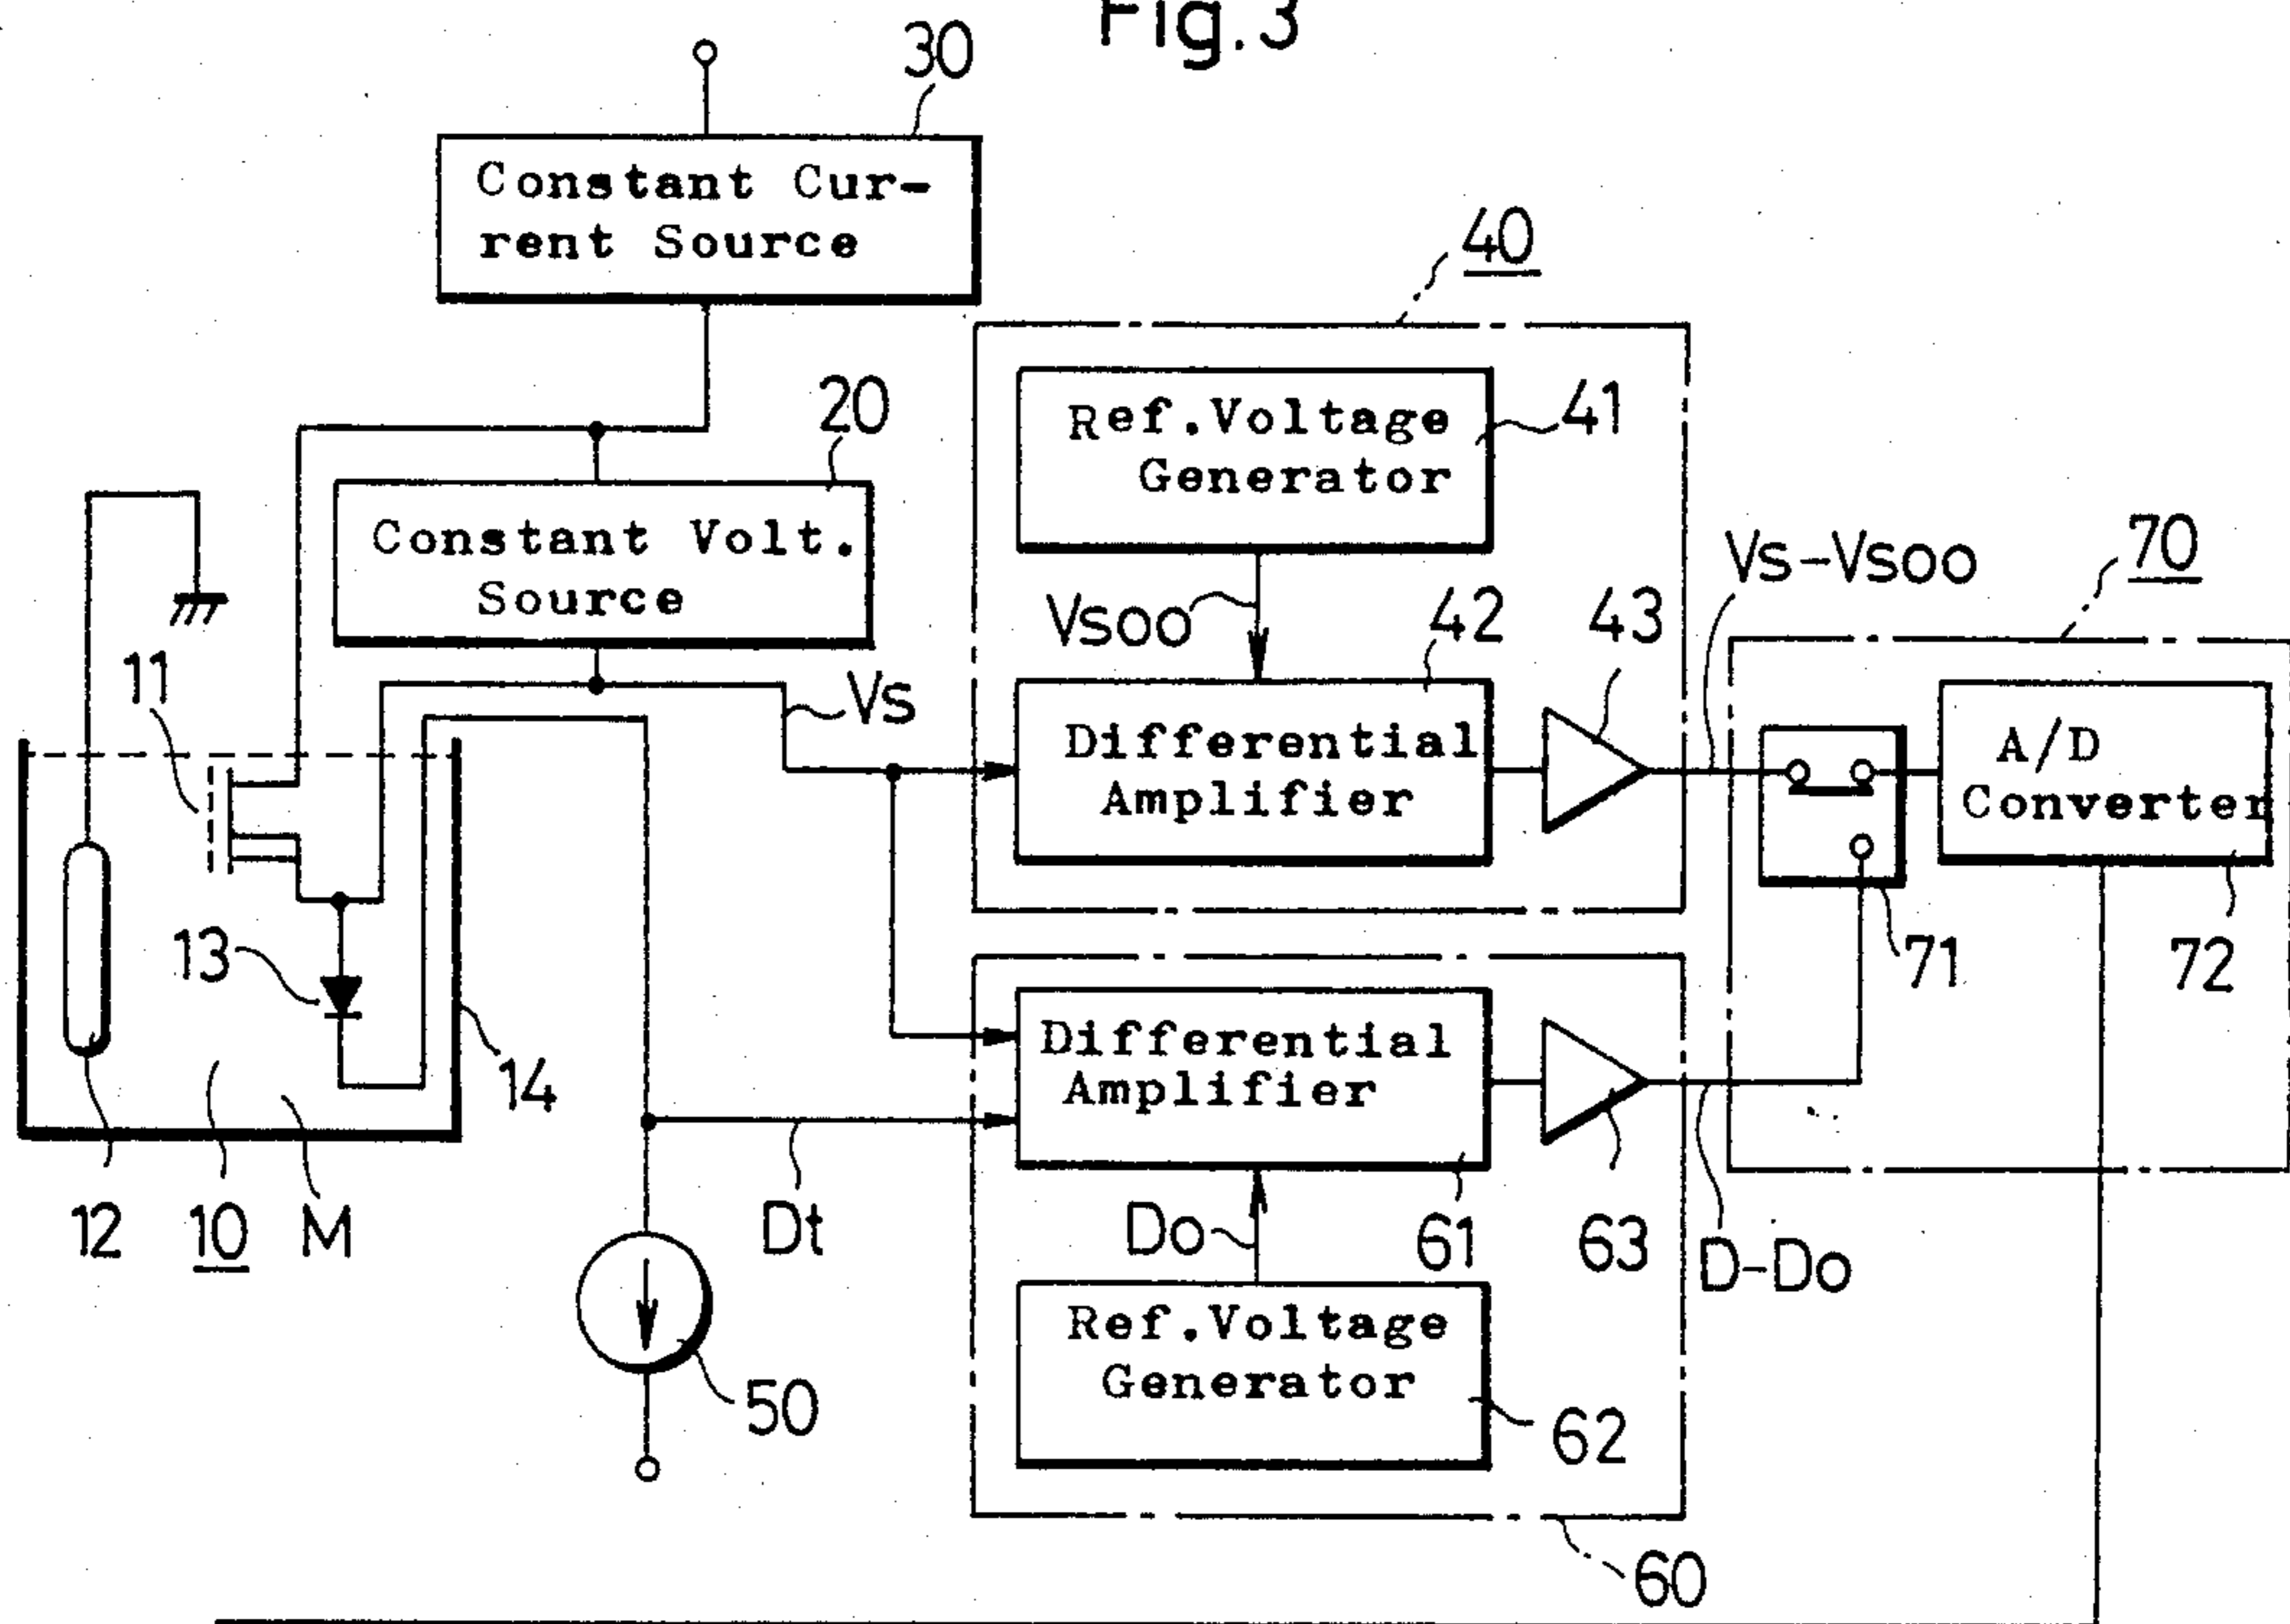 Fig.3
30
Constant Cur-
rent Source
40
20
Ref.Voltage
Generator
41
Constant Volt.
Source
Vs-Vsoo
70
Vsoo
42
43
11
Vs
Differential
Amplifier
A/D
Converter
13
71
72
14
Differential
Amplifier
12
10
M
Dt
Do
61
63
D-Do
Ref.Voltage
Generator
50
62
60